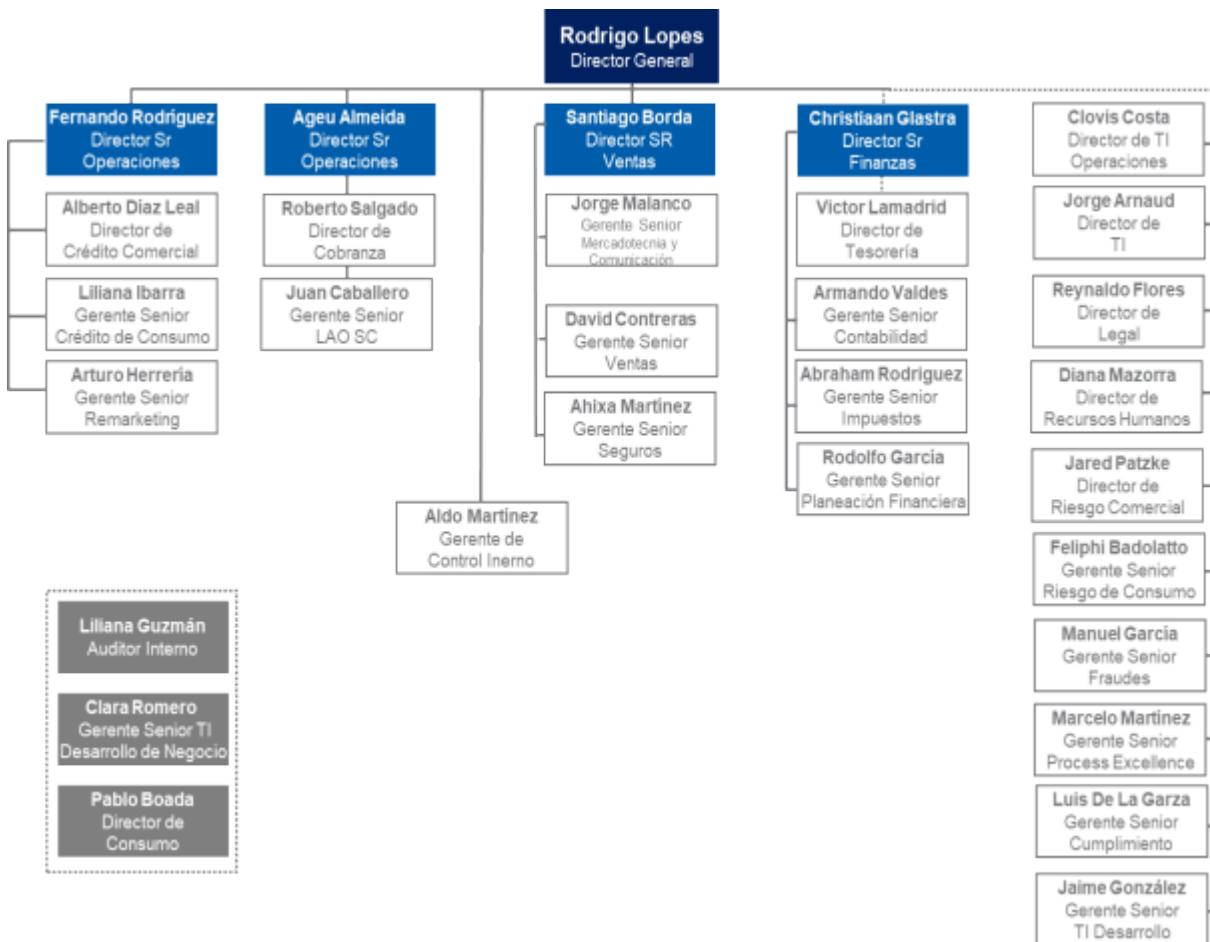 Rodrigo Lopes
Director General
Fernando Rodríguez
Director Sr
Operaciones
Alberto Diaz Leal
Director de
Crédito Comercial
Liliana Ibarra
Gerente Senior
Crédito de Consumo
Arturo Herrería
Gerente Senior
Remarketing
Ageu Almeida
Director Sr
Operaciones
Roberto Salgado
Director de
Cobranza
Juan Caballero
Gerente Senior
LAO SC
Aldo Martínez
Gerente de
Control Inerno
Santiago Borda
Director SR
Ventas
Jorge Malanco
Gerente Senior
Mercadotecnia y
Comunicación
David Contreras
Gerente Senior
Ventas
Ahixa Martínez
Gerente Senior
Seguros
Christiaan Glastra
Director Sr
Finanzas
Victor Lamadrid
Director de
Tesorería
Armando Valdes
Gerente Senior
Contabilidad
Abraham Rodriguez
Gerente Senior
Impuestos
Rodolfo García
Gerente Senior
Planeación Financiera
Clovis Costa
Director de TI
Operaciones
Jorge Arnaud
Director de
TI
Reynaldo Flores
Director de
Legal
Diana Mazorra
Director de
Recursos Humanos
Jared Patzke
Director de
Riesgo Comercial
Feliphi Badolatto
Gerente Senior
Riesgo de Consumo
Manuel García
Gerente Senior
Fraudes
Marcelo Martínez
Gerente Senior
Process Excellence
Luis De La Garza
Gerente Senior
Cumplimiento
Jaime González
Gerente Senior
TI Desarrollo
Liliana Guzmán
Auditor Interno
Clara Romero
Gerente Senior TI
Desarrollo de Negocio
Pablo Boada
Director de
Consumo